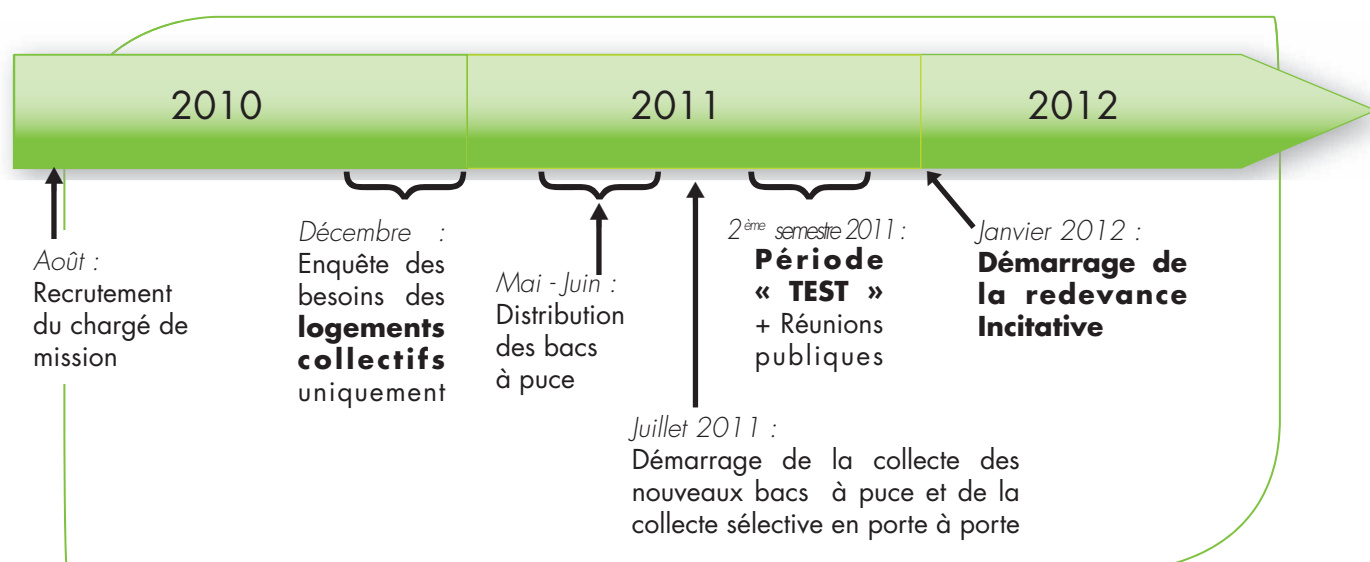 2010
2011
2012
Août :
Recrutement
du chargé de
mission
Décembre :
Enquête des
besoins des
logements
collectifs
uniquement
Mai - Juin :
Distribution
des bacs
à puce
Juillet 2011 :
Démarrage de la collecte des
nouveaux bacs à puce et de la
collecte sélective en porte à porte
2ème semestre 2011 :
Période
« TEST »
+ Réunions
publiques
Janvier 2012 :
Démarrage de
la redevance
Incitative